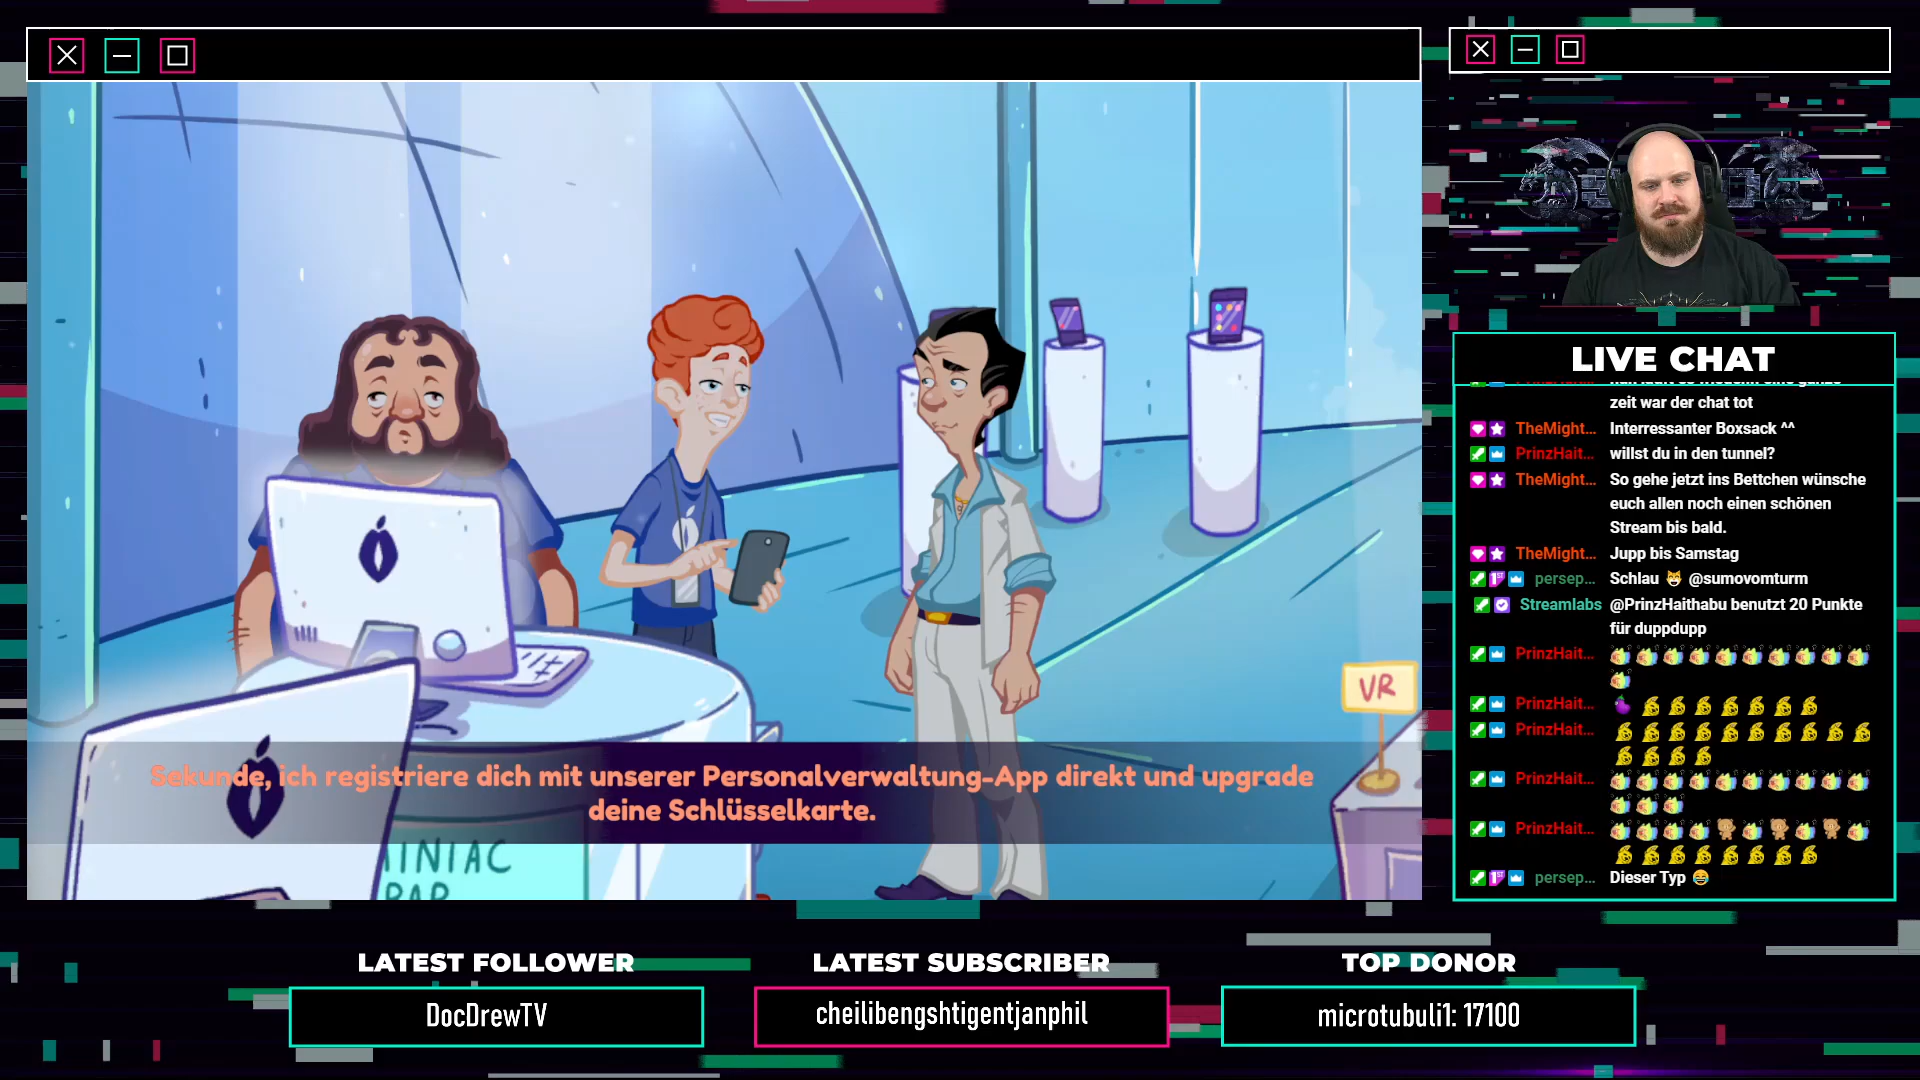 VR
Sekunde, ich registriere dich mit unserer Personalverwaltung-App direkt und upgrade
deine Schlüsselkarte.
INIAC
BAR
LIVE CHAT
zeit war der chat tot
TheMight... Interressanter Boxsack ^^
PrinzHait... willst du in den tunnel?
TheMight... So gehe jetzt ins Bettchen wünsche
euch allen noch einen schönen
Stream bis bald.
TheMight... Jupp bis Samstag
persep... Schlau 😸 @sumovomturm
Streamlabs @PrinzHaithabu benutzt 20 Punkte
für duppdupp
PrinzHait...
PrinzHait...
PrinzHait...
PrinzHait...
PrinzHait...
persep... Dieser Typ 😄
LATEST FOLLOWER
DocDrewTV
LATEST SUBSCRIBER
cheilibengshtigentjanphil
TOP DONOR
microtubuli1: 17100